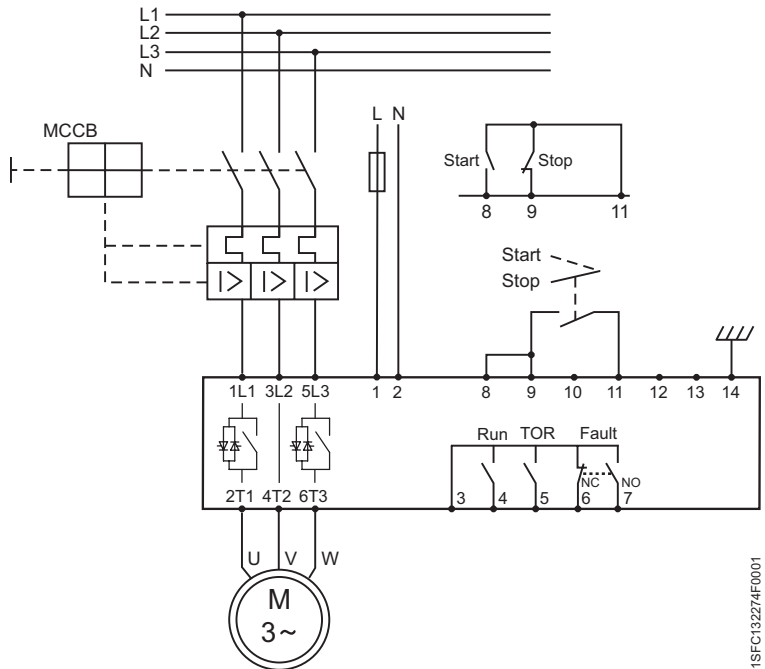 L1
L2
L3
N
MCCB
L N
Start Stop
8 9 11
Start
Stop
I> I> I>
1L1 3L2 5L3 1 2 8 9 10 11 12 13 14
Run TOR Fault
NC NO
2T1 4T2 6T3 3 4 5 6 7
U V W
M
3~
1SFC132274F0001